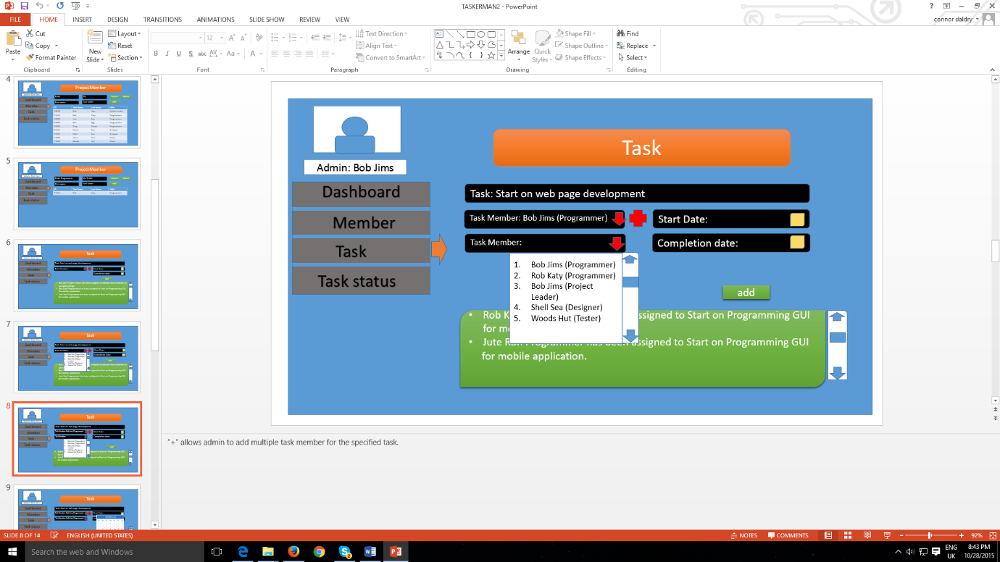 TASKERMAN2 - PowerPoint
FILE HOME INSERT DESIGN TRANSITIONS ANIMATIONS SLIDE SHOW REVIEW VIEW
connor daldry
Paste
Cut
Copy
Format Painter
Clipboard
New
Slide
Layout
Reset
Section
Slides
12
Font
Text Direction
Align Text
Convert to SmartArt
Paragraph
Arrange
Quick
Styles
Shape Fill
Shape Outline
Shape Effects
Drawing
Find
Replace
Select
Editing
4
Project Member
Dashboard
Member
Task
Task status
5
Project Member
Dashboard
Member
Task
Task status
6
Task
Dashboard
Member
Task
Task status
7
Task
Dashboard
Member
Task
Task status
8
Task
Dashboard
Member
Task
Task status
9
Task
Dashboard
Member
Task
Task status
Admin: Bob Jims
Dashboard
Member
Task
Task status
Task
Task: Start on web page development
Task Member: Bob Jims (Programmer)
Start Date:
Task Member:
Completion date:
1. Bob Jims (Programmer)
2. Rob Katy (Programmer)
3. Bob Jims (Project
Leader)
4. Shell Sea (Designer)
5. Woods Hut (Tester)
add
• Rob K assigned to Start on Programming GUI
for m
• Jute Ron Programmer has been assigned to Start on Programming GUI
for mobile application.
"+" allows admin to add multiple task member for the specified task.
SLIDE 8 OF 14 ENGLISH (UNITED STATES) NOTES COMMENTS 92%
Search the web and Windows
ENG
UK
8:43 PM
10/28/2015